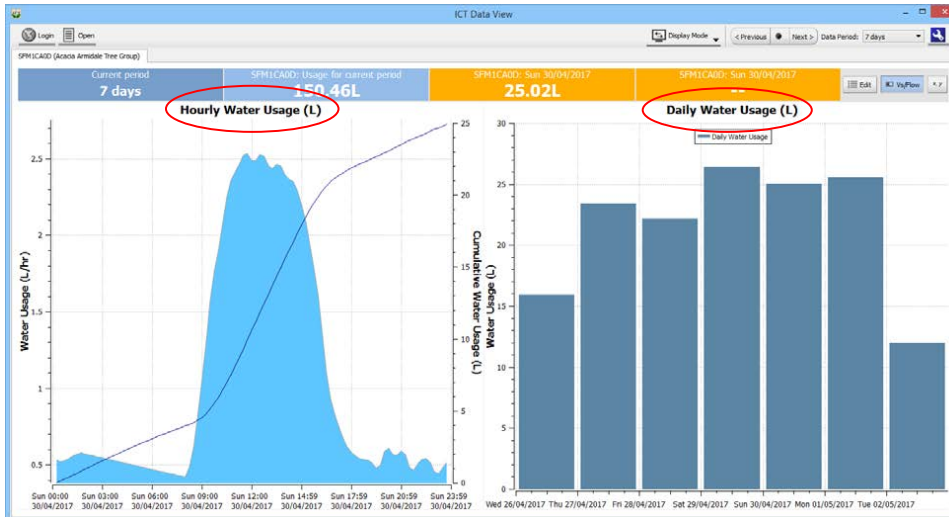 ICT Data View
Login Open Display Mode < Previous Next > Data Period: 7 days
SFM1CA0D (Acacia Armidale Tree Group)
Current period
7 days
SFM1CA0D: Usage for current period
150.46L
SFM1CA0D: Sun 30/04/2017
25.02L
SFM1CA0D: Sun 30/04/2017
--
Edit Vs/Flow x,y
Hourly Water Usage (L)
Water Usage (L/hr)
2.5
2
1.5
1
0.5
25
20
15
10
5
0
Cumulative Water Usage (L)
Sun 00:00 Sun 03:00 Sun 06:00 Sun 09:00 Sun 12:00 Sun 14:59 Sun 17:59 Sun 20:59 Sun 23:59
30/04/2017 30/04/2017 30/04/2017 30/04/2017 30/04/2017 30/04/2017 30/04/2017 30/04/2017 30/04/2017
Daily Water Usage (L)
Daily Water Usage
Water Usage (L)
30
25
20
15
10
5
0
Wed 26/04/2017 Thu 27/04/2017 Fri 28/04/2017 Sat 29/04/2017 Sun 30/04/2017 Mon 01/05/2017 Tue 02/05/2017